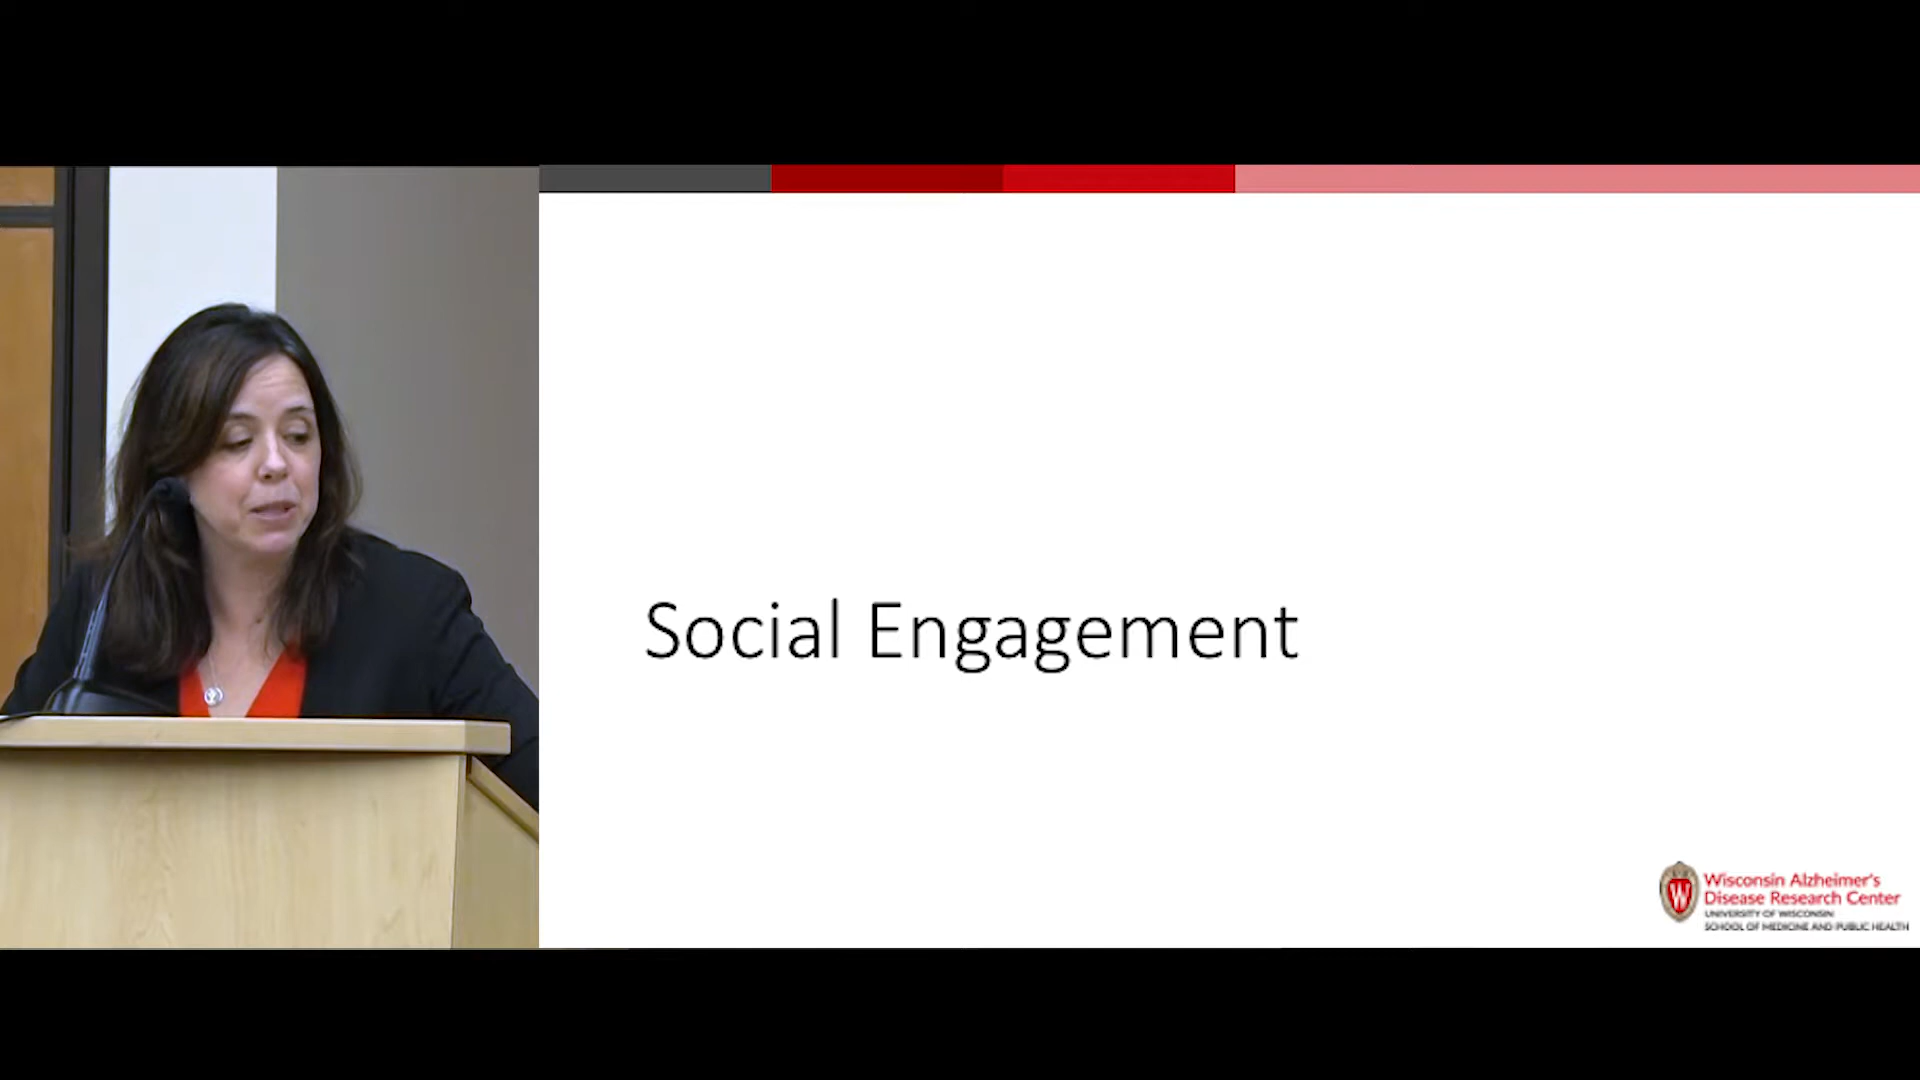 Social Engagement
W
Wisconsin Alzheimer's
Disease Research Center
UNIVERSITY OF WISCONSIN
SCHOOL OF MEDICINE AND PUBLIC HEALTH